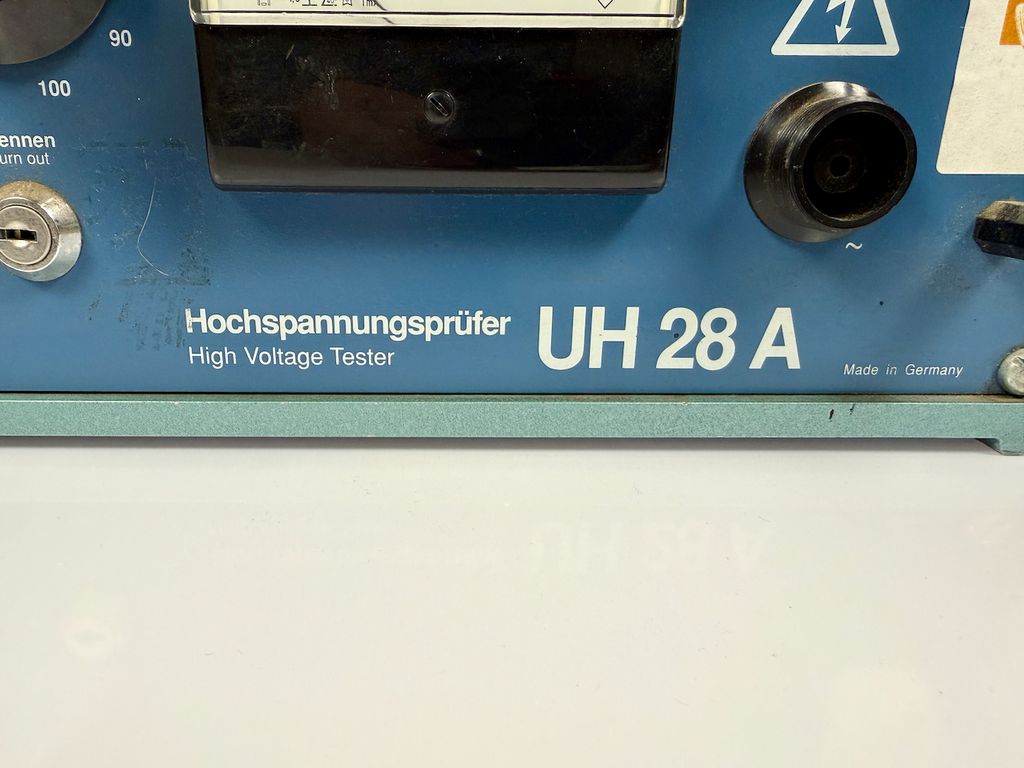 90
100
ennen
urn out
~
Hochspannungsprüfer
High Voltage Tester
UH 28 A
Made in Germany